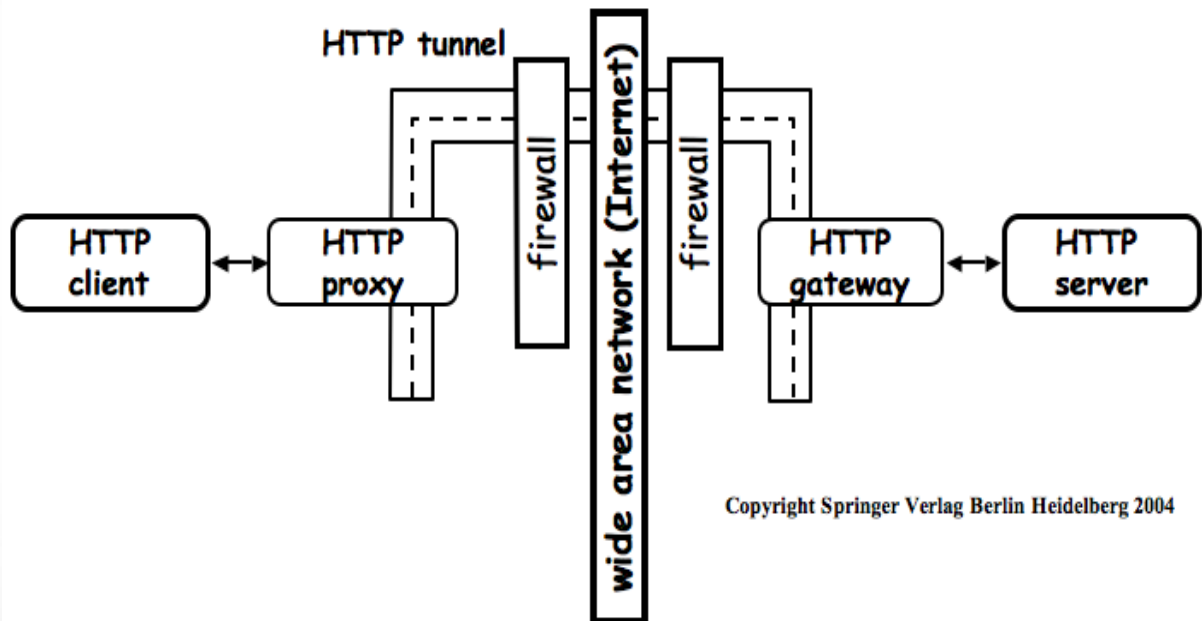 HTTP tunnel
HTTP
client
HTTP
proxy
firewall
wide area network (Internet)
firewall
HTTP
gateway
HTTP
server
Copyright Springer Verlag Berlin Heidelberg 2004